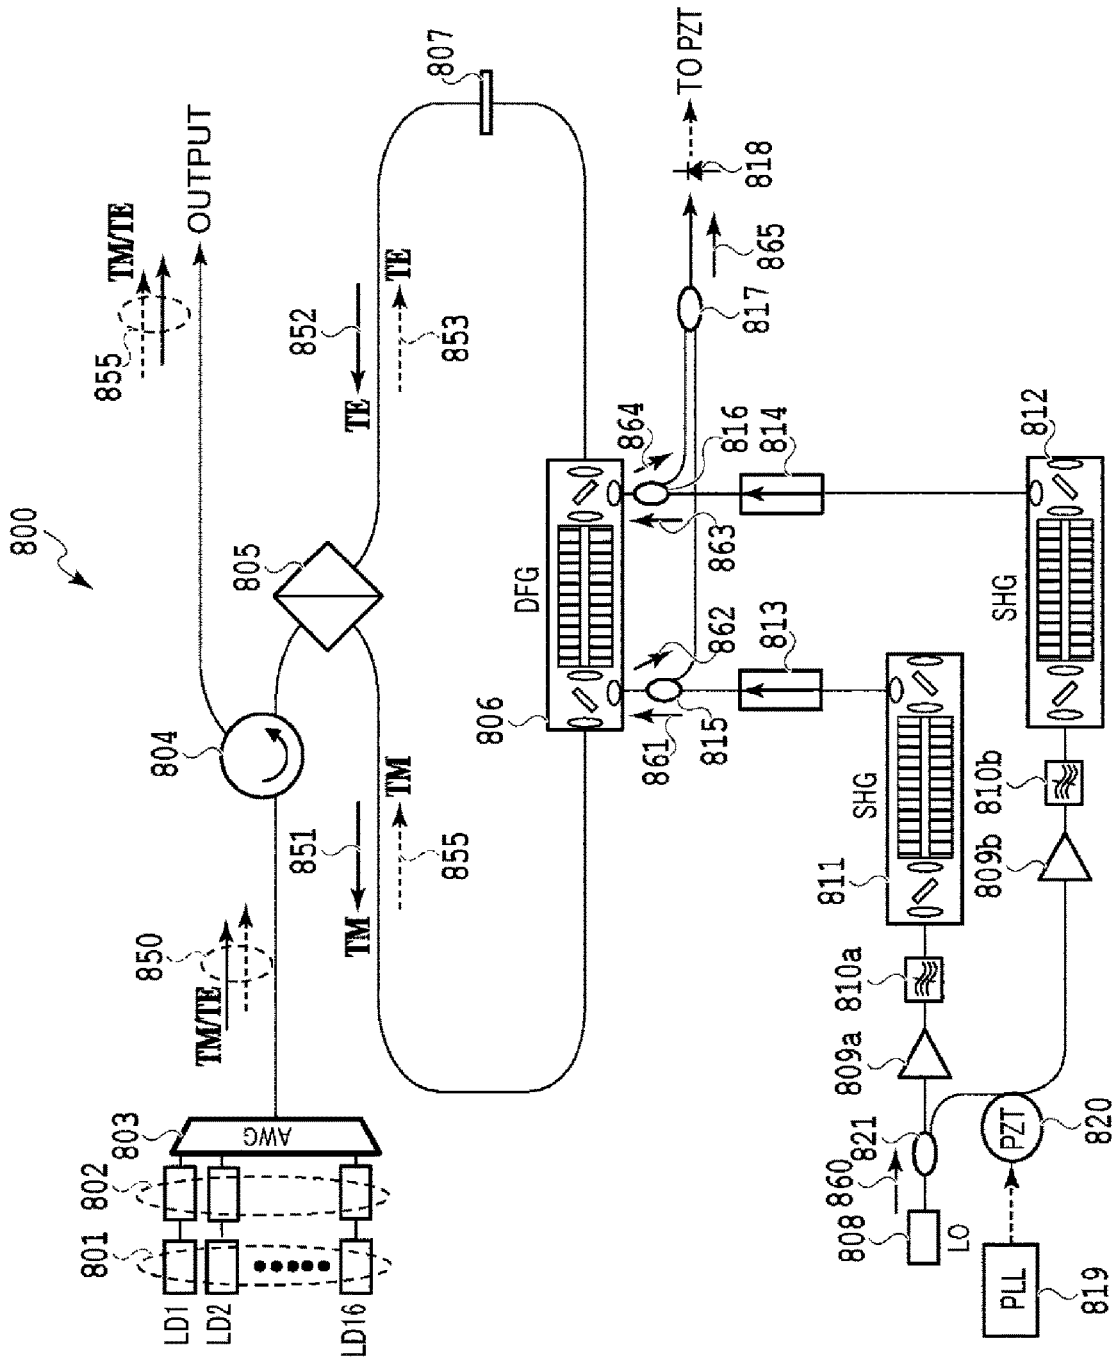 800
TM/TE
855
OUTPUT
807
TO PZT
818
865
817
852
TE
TE
853
805
804
TM/TE
850
851
TM
TM
855
803
AWG
802
801
LD1
LD2
LD16
DFG
806
864
816
814
863
862
813
861
815
812
SHG
SHG
811
810b
809b
810a
809a
821
860
808
LO
PZT
820
PLL
819